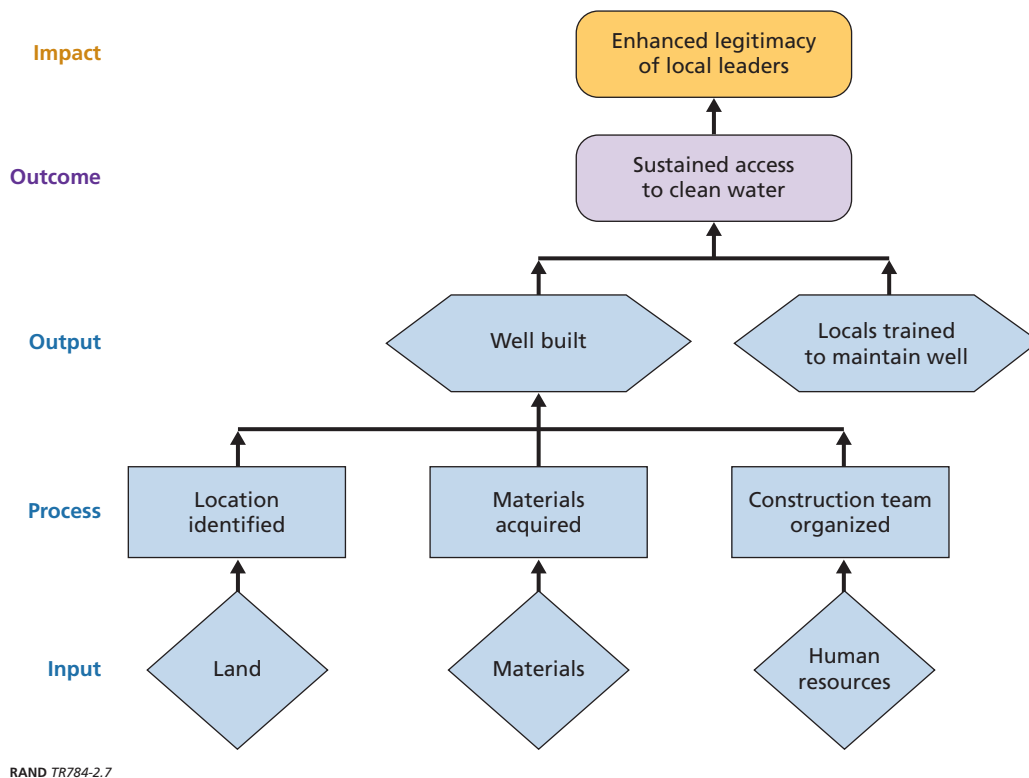 Impact
Enhanced legitimacy
of local leaders
Outcome
Sustained access
to clean water
Output
Well built
Locals trained
to maintain well
Process
Location
identified
Materials
acquired
Construction team
organized
Input
Land
Materials
Human
resources
RAND TR784-2.7